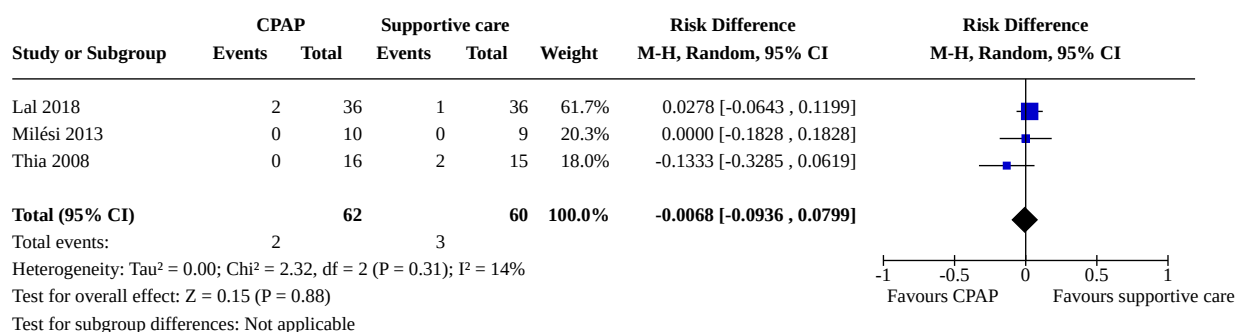 CPAP Supportive care Risk Difference Risk Difference
Study or Subgroup Events Total Events Total Weight M-H, Random, 95% CI M-H, Random, 95% CI
Lal 2018 2 36 1 36 61.7% 0.0278 [-0.0643 , 0.1199]
Milési 2013 0 10 0 9 20.3% 0.0000 [-0.1828 , 0.1828]
Thia 2008 0 16 2 15 18.0% -0.1333 [-0.3285 , 0.0619]
Total (95% CI) 62 60 100.0% -0.0068 [-0.0936 , 0.0799]
Total events: 2 3
Heterogeneity: Tau² = 0.00; Chi² = 2.32, df = 2 (P = 0.31); I² = 14%
-1 -0.5 0 0.5 1
Test for overall effect: Z = 0.15 (P = 0.88) Favours CPAP Favours supportive care
Test for subgroup differences: Not applicable